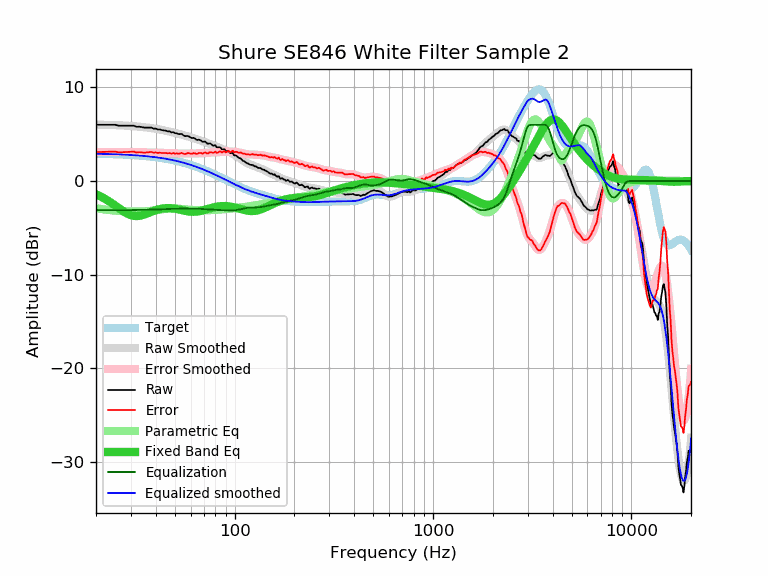 Shure SE846 White Filter Sample 2
10
0
−10
−20
−30
Amplitude (dBr)
Target
Raw Smoothed
Error Smoothed
Raw
Error
Parametric Eq
Fixed Band Eq
Equalization
Equalized smoothed
100
1000
10000
Frequency (Hz)